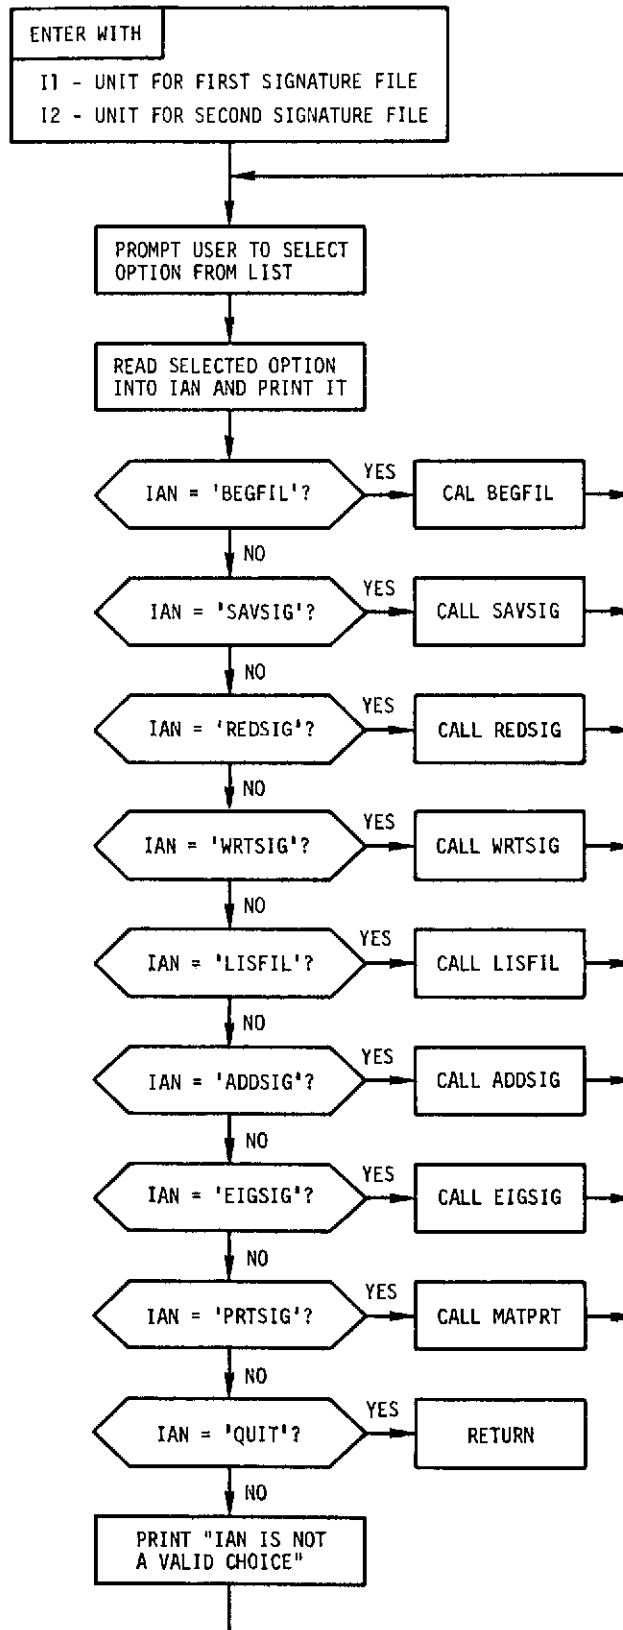 ENTER WITH
I1 - UNIT FOR FIRST SIGNATURE FILE
I2 - UNIT FOR SECOND SIGNATURE FILE
PROMPT USER TO SELECT
OPTION FROM LIST
READ SELECTED OPTION
INTO IAN AND PRINT IT
IAN = 'BEGFIL'?
YES
CAL BEGFIL
NO
IAN = 'SAVSIG'?
YES
CALL SAVSIG
NO
IAN = 'REDSIG'?
YES
CALL REDSIG
NO
IAN = 'WRTSIG'?
YES
CALL WRTSIG
NO
IAN = 'LISFIL'?
YES
CALL LISFIL
NO
IAN = 'ADDSIG'?
YES
CALL ADDSIG
NO
IAN = 'EIGSIG'?
YES
CALL EIGSIG
NO
IAN = 'PRTSIG'?
YES
CALL MATPRT
NO
IAN = 'QUIT'?
YES
RETURN
NO
PRINT "IAN IS NOT
A VALID CHOICE"